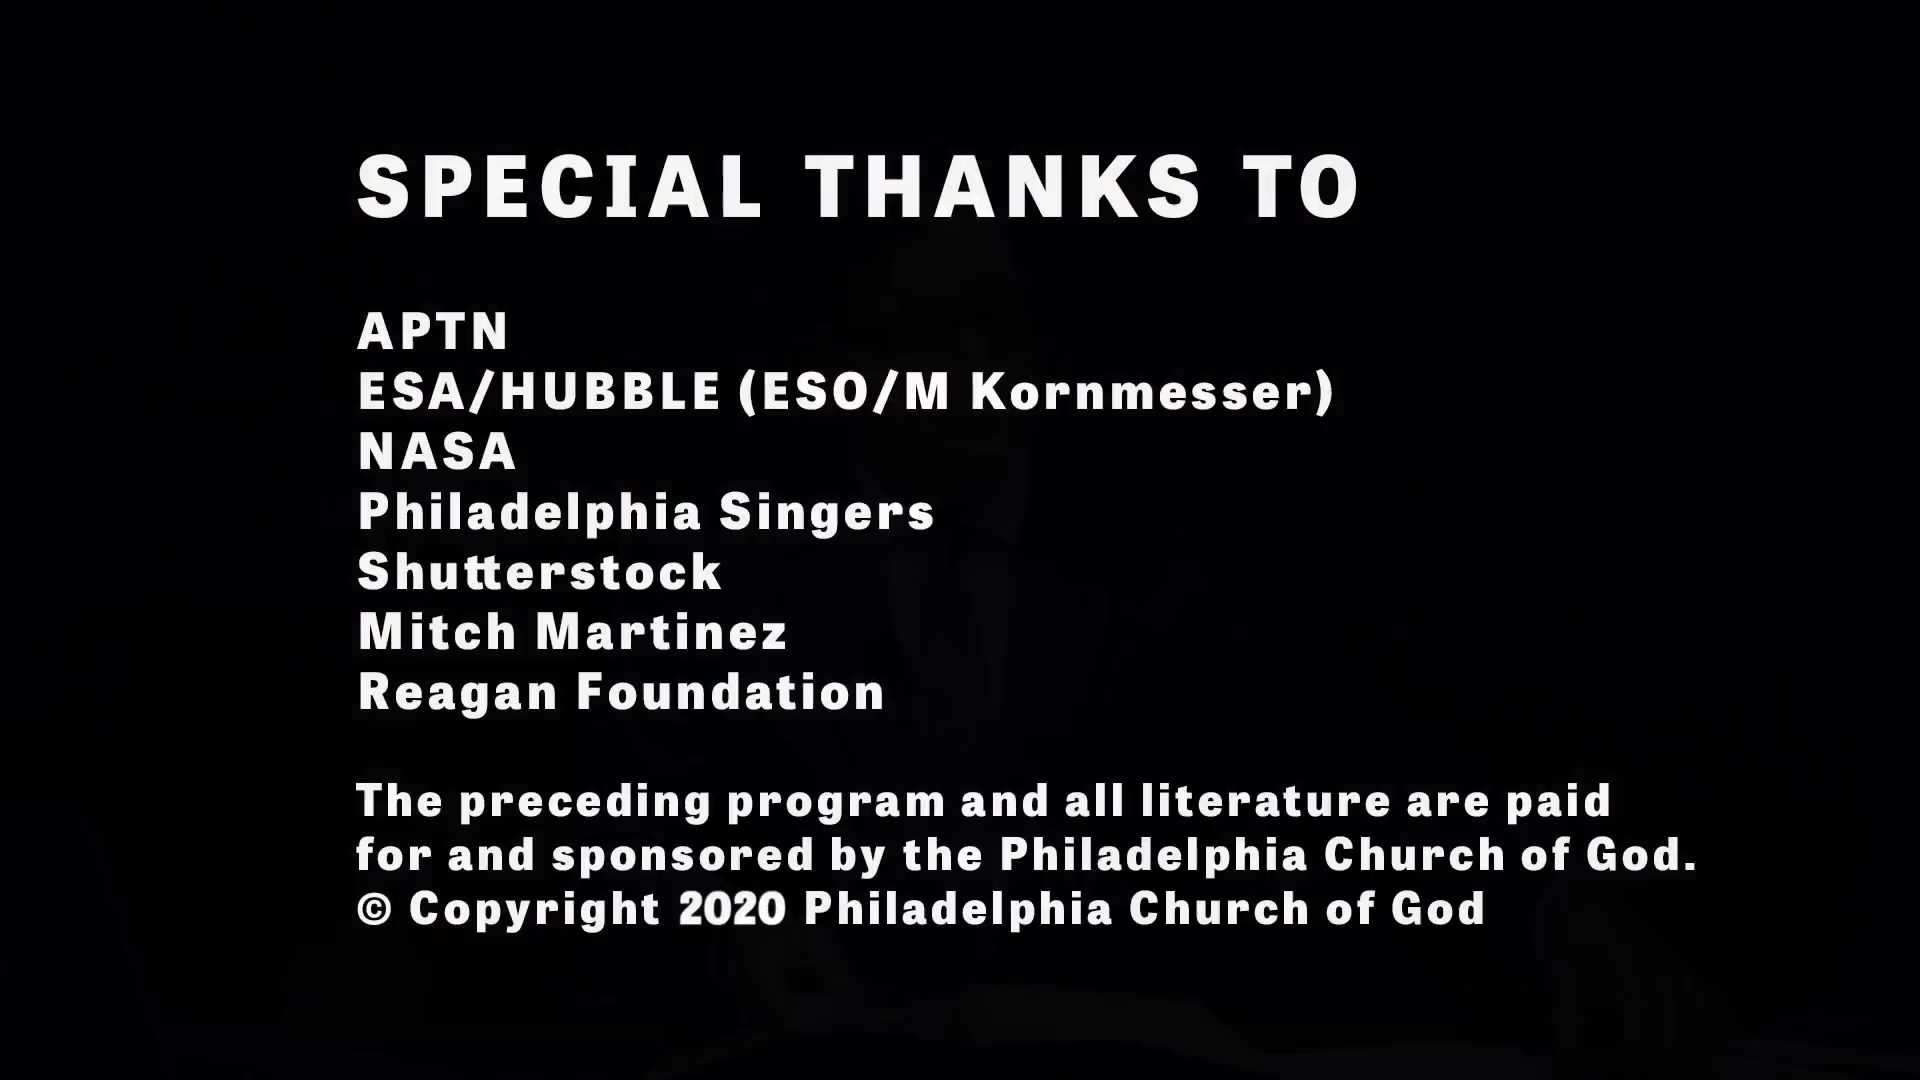 SPECIAL THANKS TO
APTN
ESA/HUBBLE (ESO/M Kornmesser)
NASA
Philadelphia Singers
Shutterstock
Mitch Martinez
Reagan Foundation
The preceding program and all literature are paid
for and sponsored by the Philadelphia Church of God.
© Copyright 2020 Philadelphia Church of God